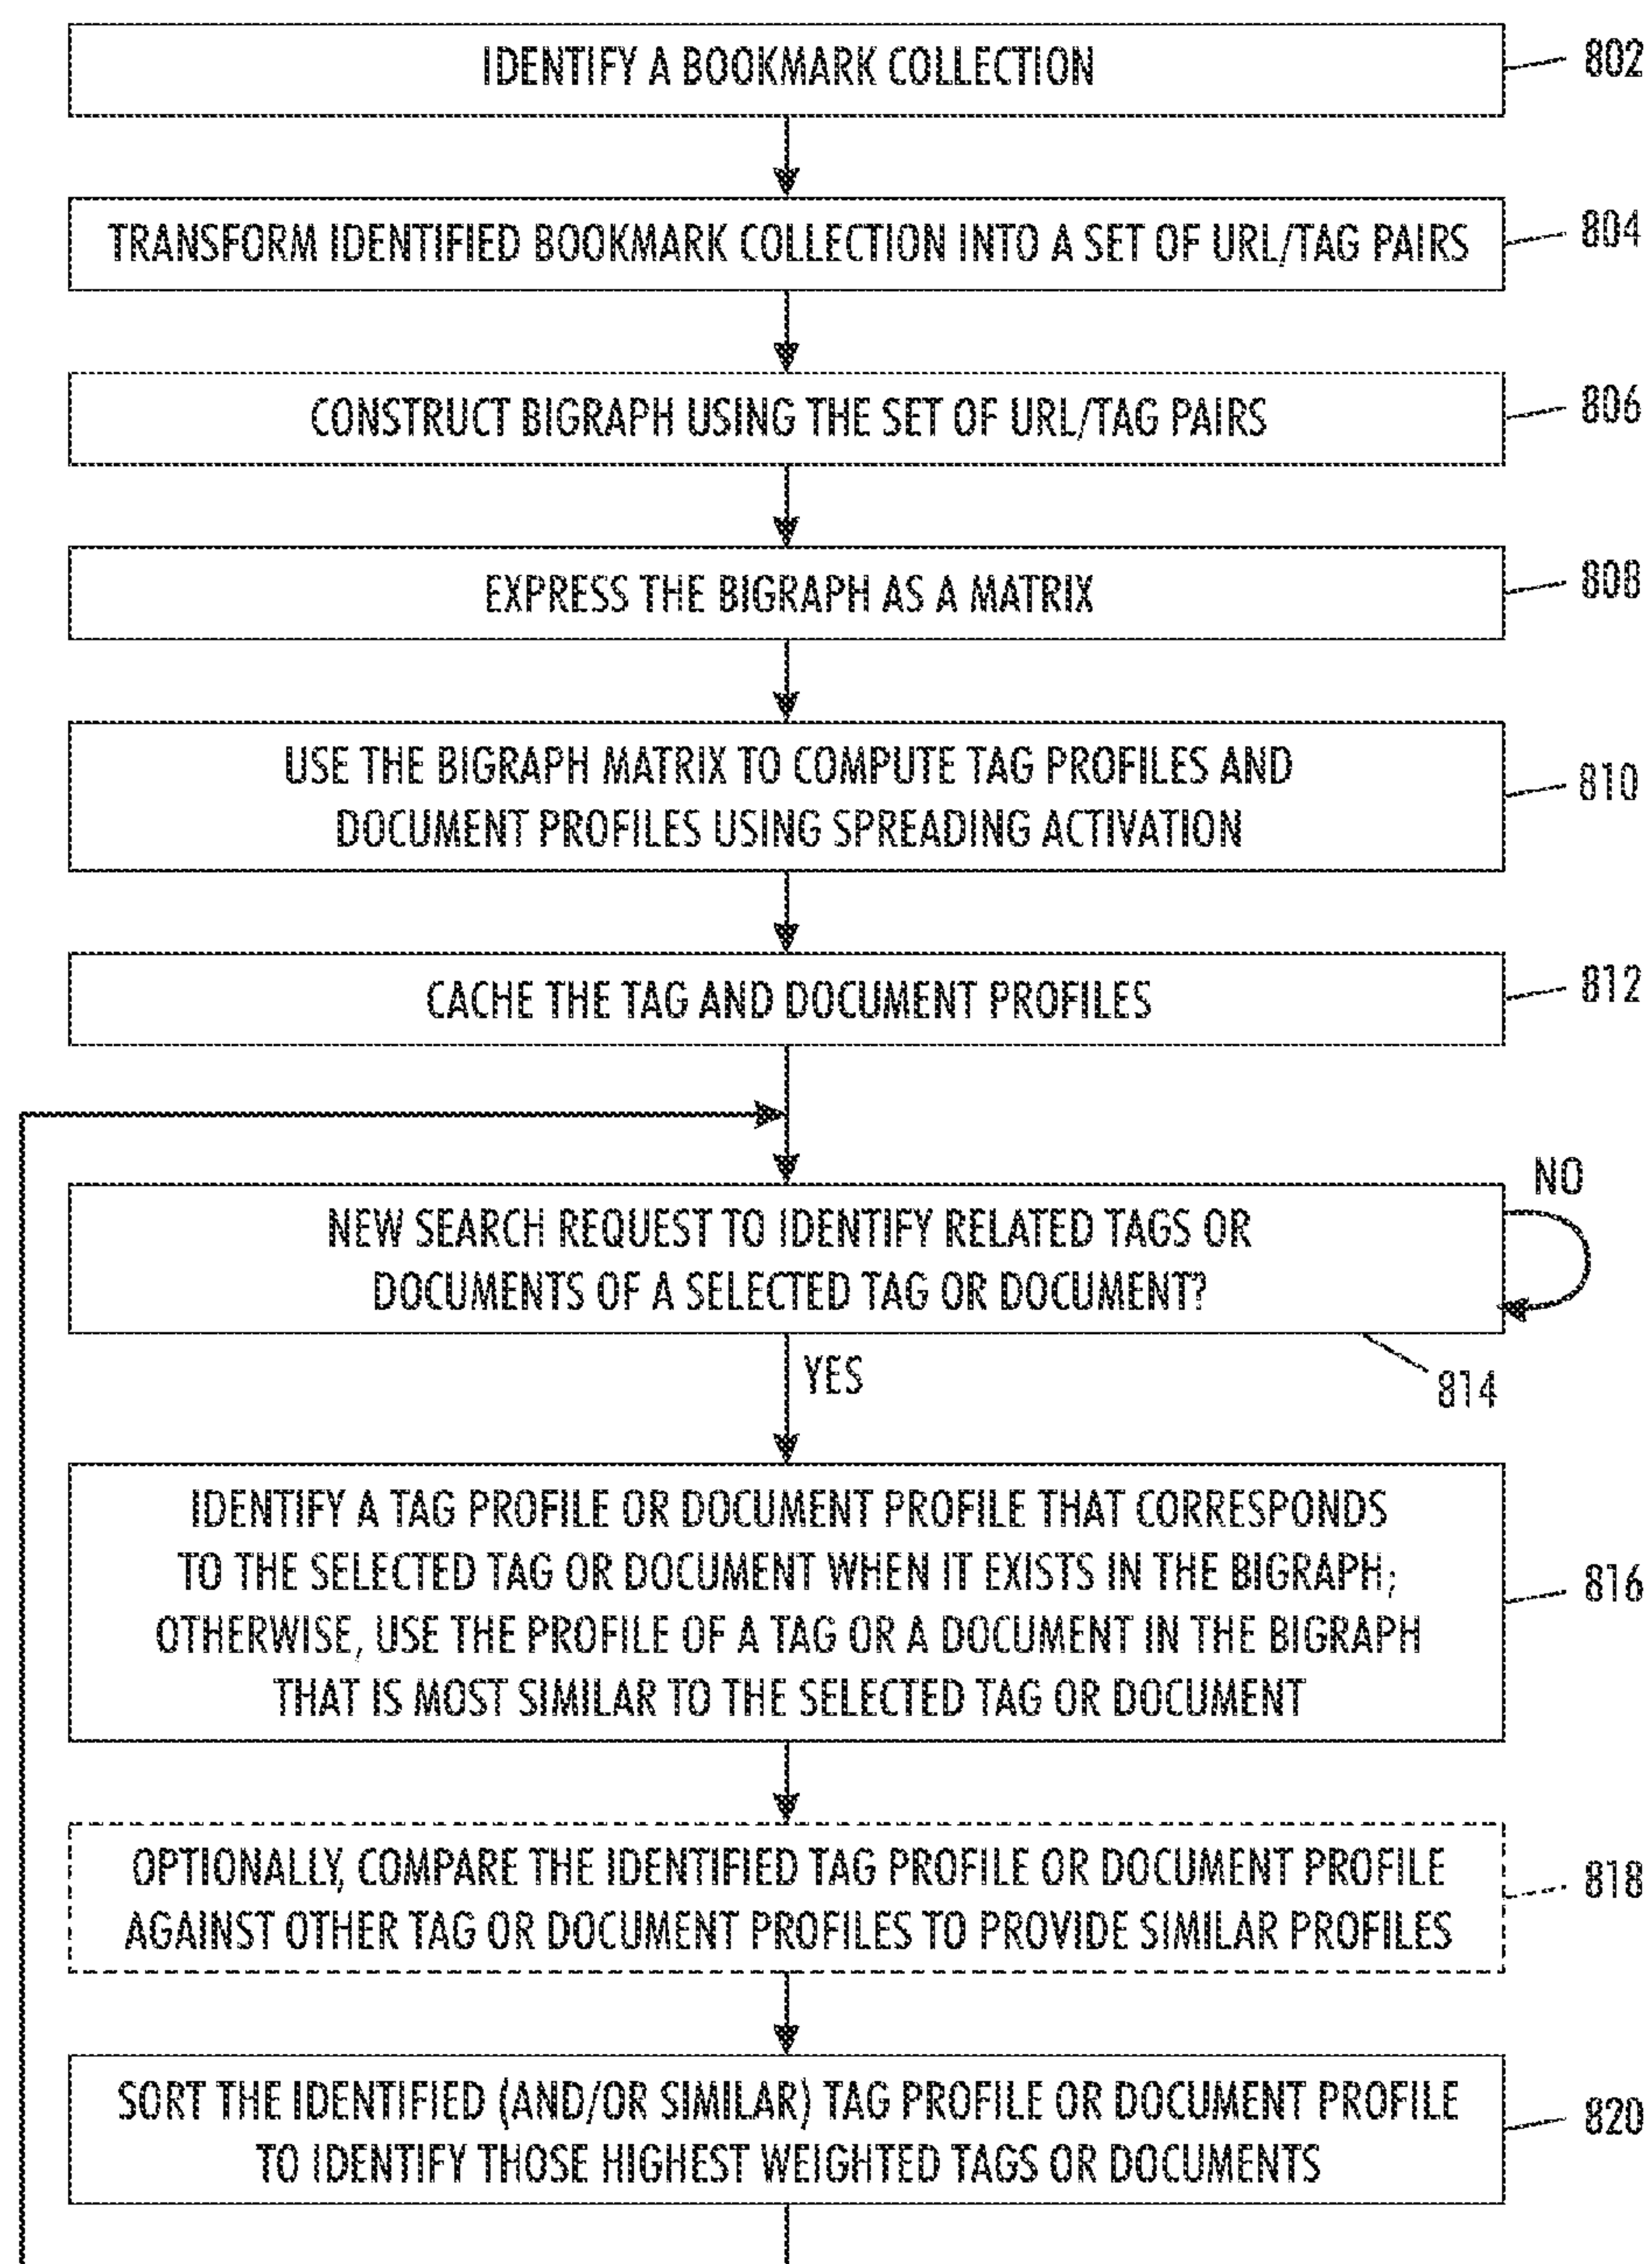 IDENTIFY A BOOKMARK COLLECTION
802
TRANSFORM IDENTIFIED BOOKMARK COLLECTION INTO A SET OF URL/TAG PAIRS
804
CONSTRUCT BIGRAPH USING THE SET OF URL/TAG PAIRS
806
EXPRESS THE BIGRAPH AS A MATRIX
808
USE THE BIGRAPH MATRIX TO COMPUTE TAG PROFILES AND
DOCUMENT PROFILES USING SPREADING ACTIVATION
810
CACHE THE TAG AND DOCUMENT PROFILES
812
NO
NEW SEARCH REQUEST TO IDENTIFY RELATED TAGS OR
DOCUMENTS OF A SELECTED TAG OR DOCUMENT?
814
YES
IDENTIFY A TAG PROFILE OR DOCUMENT PROFILE THAT CORRESPONDS
TO THE SELECTED TAG OR DOCUMENT WHEN IT EXISTS IN THE BIGRAPH;
OTHERWISE, USE THE PROFILE OF A TAG OR A DOCUMENT IN THE BIGRAPH
THAT IS MOST SIMILAR TO THE SELECTED TAG OR DOCUMENT
816
OPTIONALLY, COMPARE THE IDENTIFIED TAG PROFILE OR DOCUMENT PROFILE
AGAINST OTHER TAG OR DOCUMENT PROFILES TO PROVIDE SIMILAR PROFILES
818
SORT THE IDENTIFIED (AND/OR SIMILAR) TAG PROFILE OR DOCUMENT PROFILE
TO IDENTIFY THOSE HIGHEST WEIGHTED TAGS OR DOCUMENTS
820